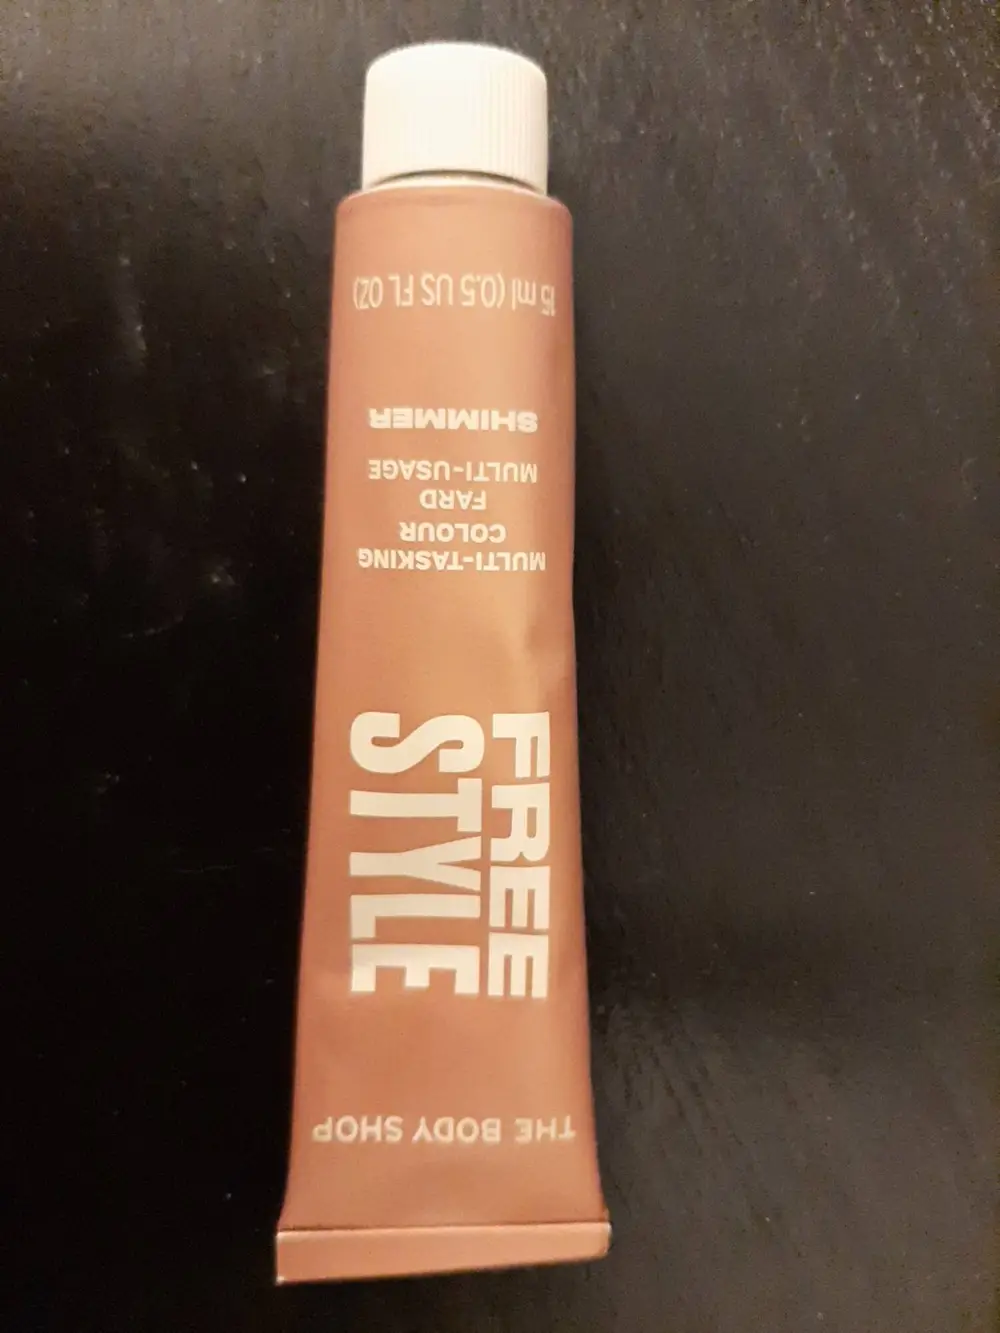 THE BODY SHOP
FREE
STYLE
MULTI-TASKING
COLOUR
FARD
MULTI-USAGE
SHIMMER
15 ml (0.5 US FL OZ)